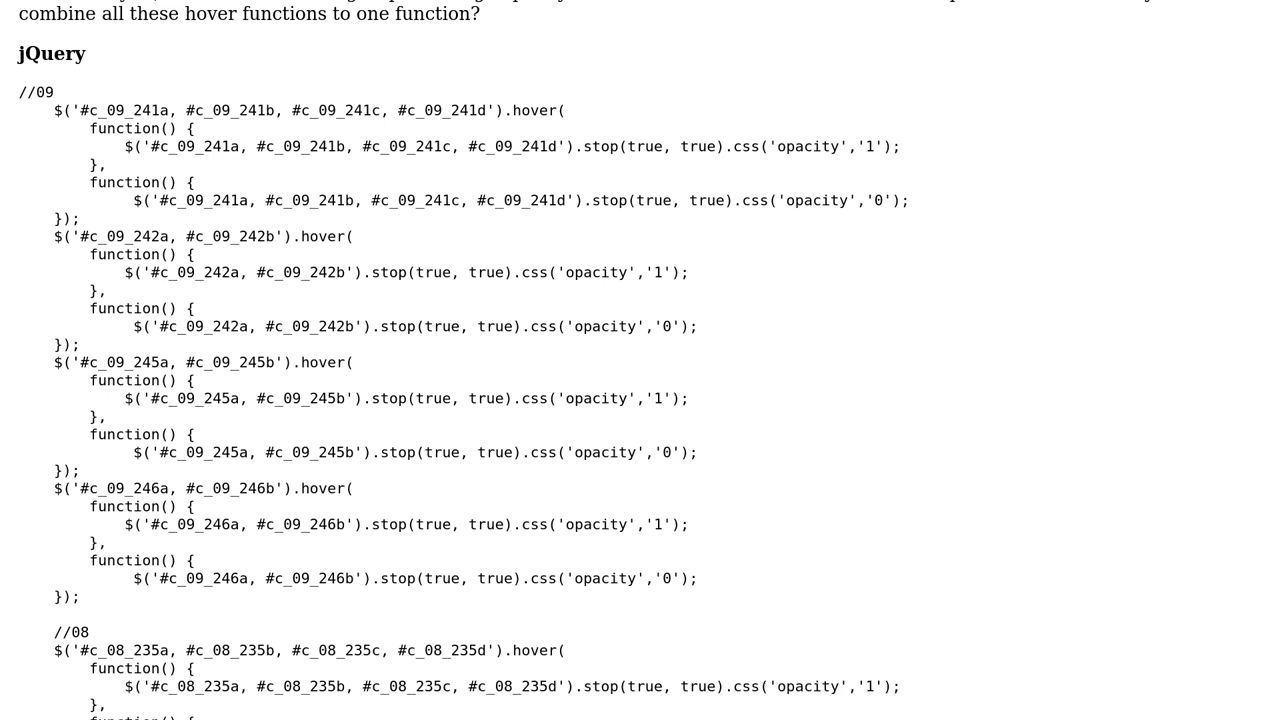 combine all these hover functions to one function?
jQuery
//09
    $('#c_09_241a, #c_09_241b, #c_09_241c, #c_09_241d').hover(
        function() {
            $('#c_09_241a, #c_09_241b, #c_09_241c, #c_09_241d').stop(true, true).css('opacity','1');
        },
        function() {
             $('#c_09_241a, #c_09_241b, #c_09_241c, #c_09_241d').stop(true, true).css('opacity','0');
    });
    $('#c_09_242a, #c_09_242b').hover(
        function() {
            $('#c_09_242a, #c_09_242b').stop(true, true).css('opacity','1');
        },
        function() {
             $('#c_09_242a, #c_09_242b').stop(true, true).css('opacity','0');
    });
    $('#c_09_245a, #c_09_245b').hover(
        function() {
            $('#c_09_245a, #c_09_245b').stop(true, true).css('opacity','1');
        },
        function() {
             $('#c_09_245a, #c_09_245b').stop(true, true).css('opacity','0');
    });
    $('#c_09_246a, #c_09_246b').hover(
        function() {
            $('#c_09_246a, #c_09_246b').stop(true, true).css('opacity','1');
        },
        function() {
             $('#c_09_246a, #c_09_246b').stop(true, true).css('opacity','0');
    });

    //08
    $('#c_08_235a, #c_08_235b, #c_08_235c, #c_08_235d').hover(
        function() {
            $('#c_08_235a, #c_08_235b, #c_08_235c, #c_08_235d').stop(true, true).css('opacity','1');
        },